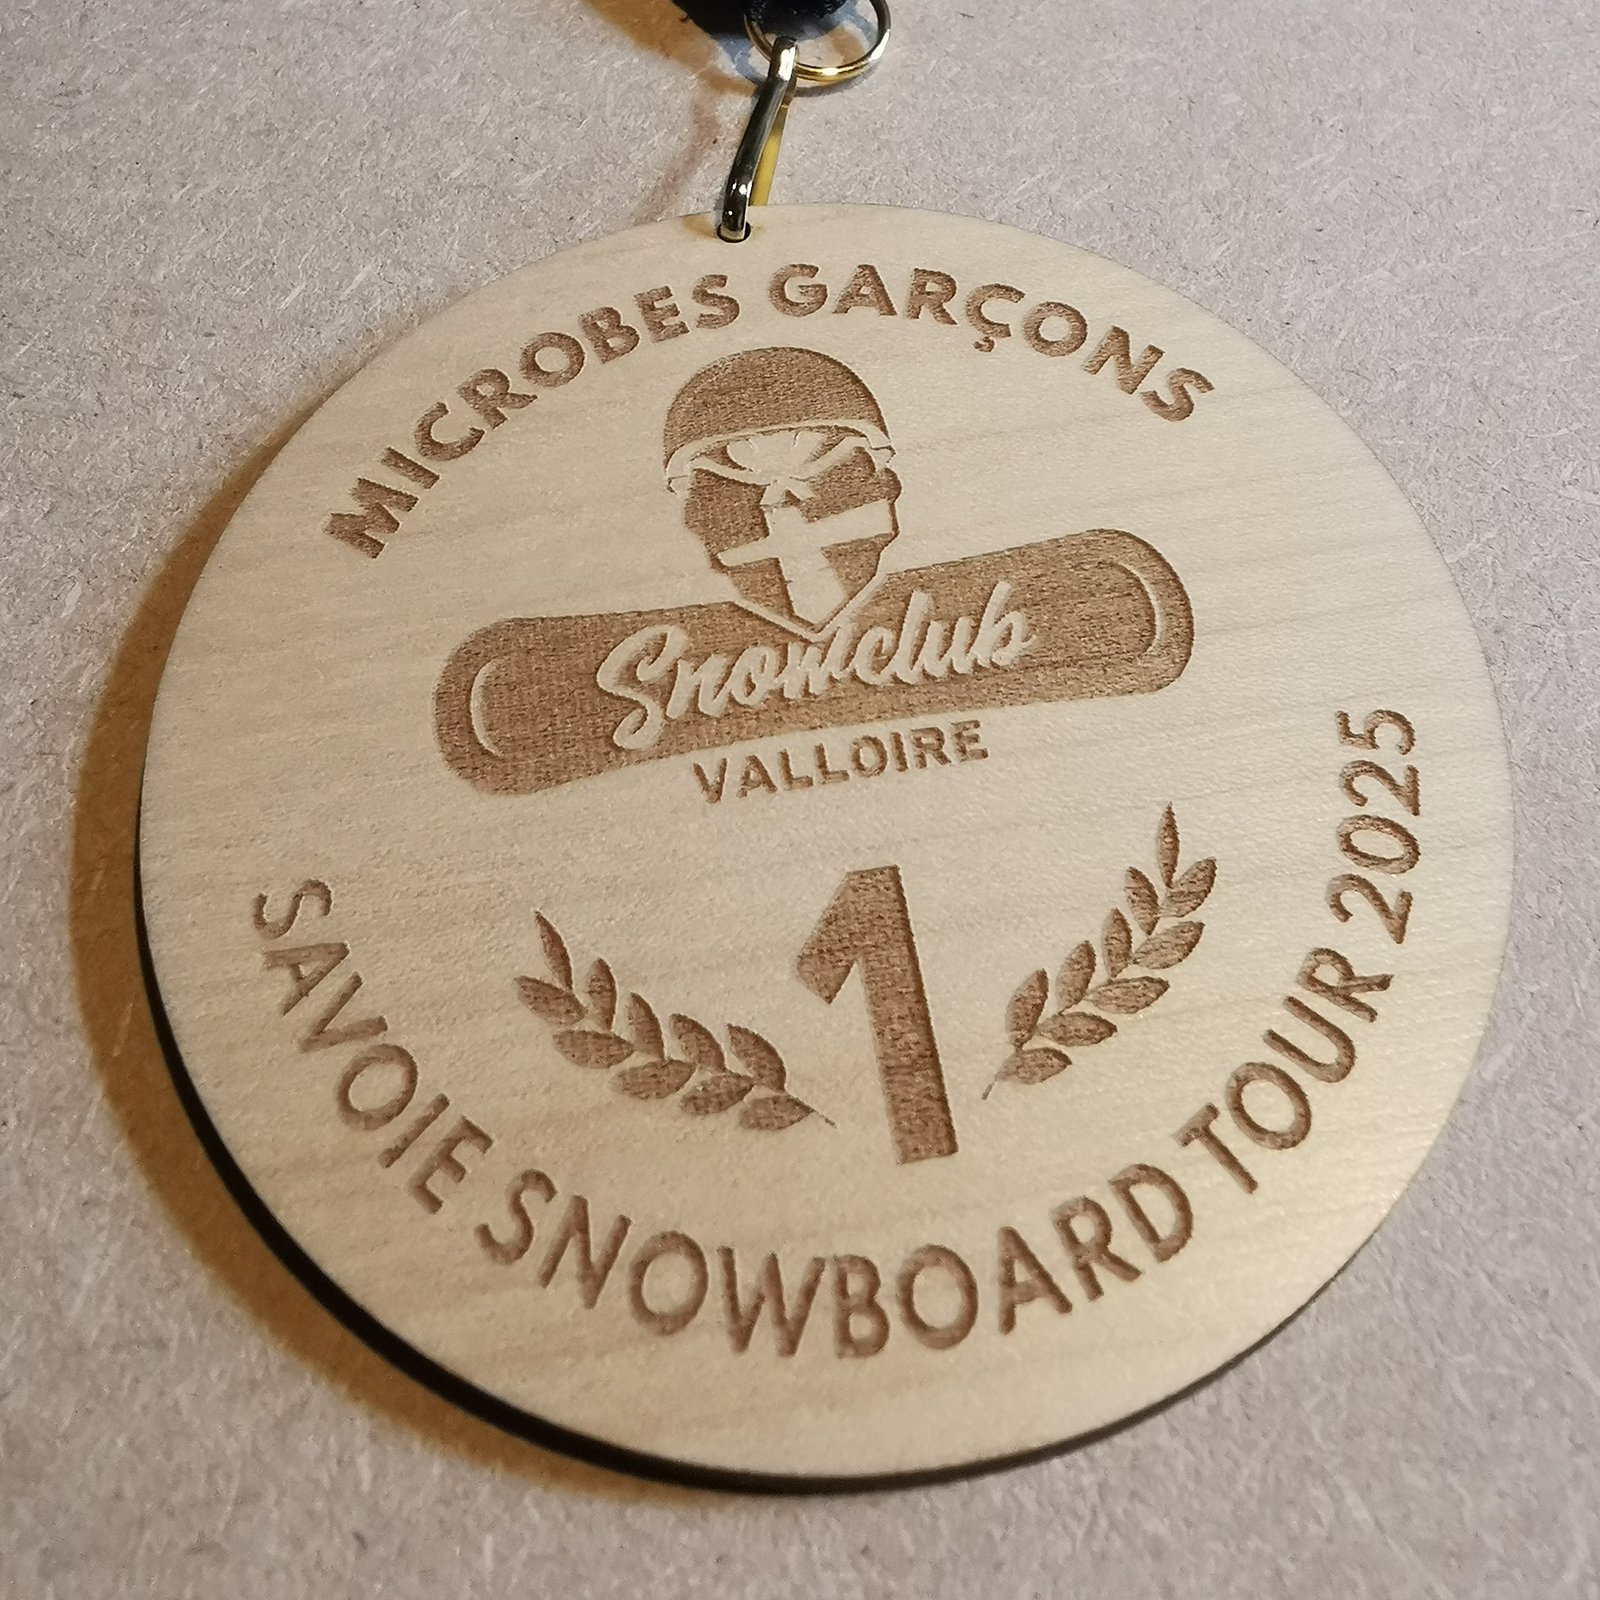 MICROBES GARÇONS
Snowclub
VALLOIRE
1
SAVOIE SNOWBOARD TOUR 2025